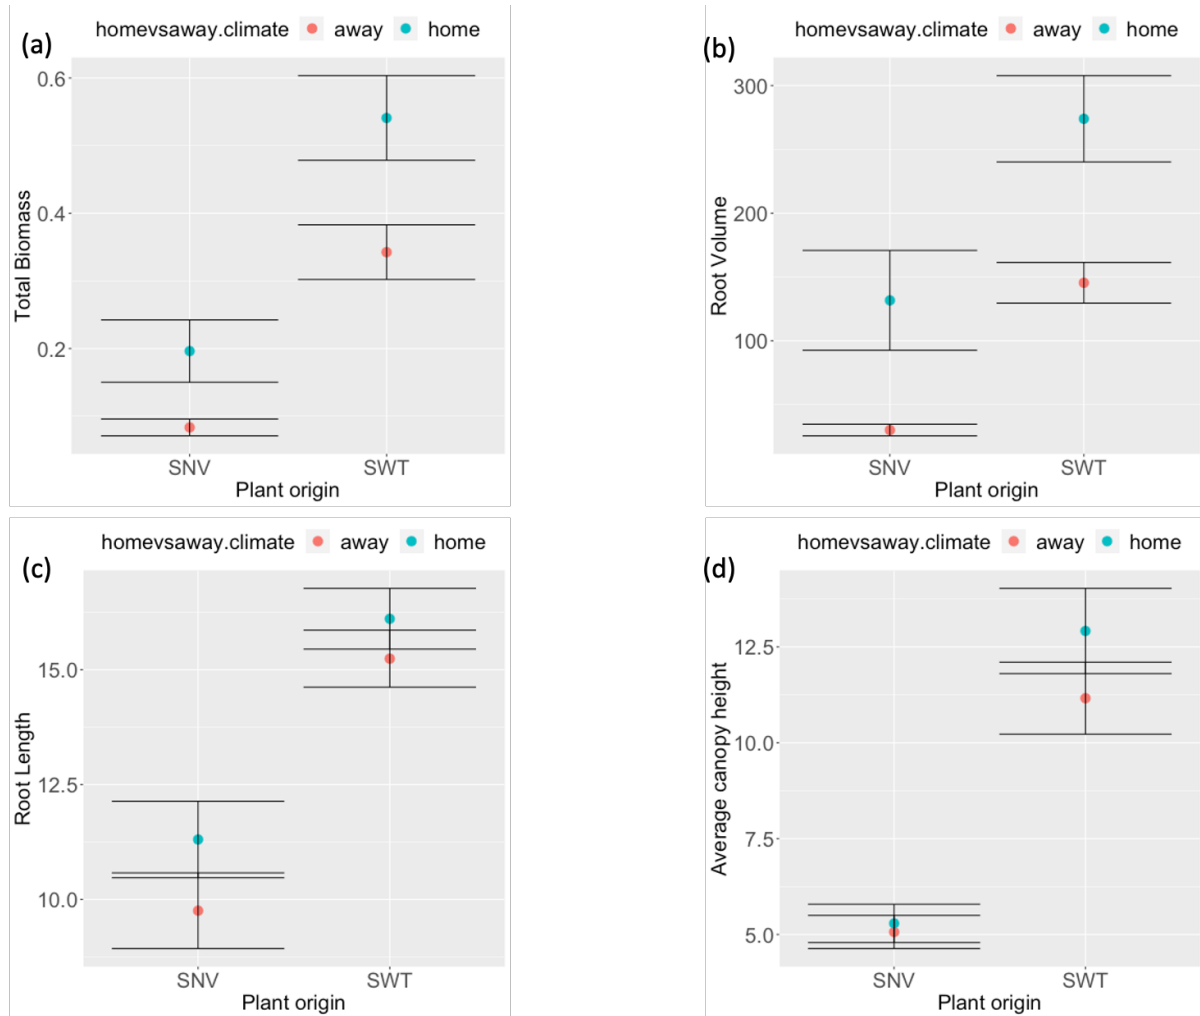 (a)
homevsaway.climate away home
0.6
0.4
0.2
Total Biomass
SNV SWT
Plant origin
(b)
homevsaway.climate away home
300
200
100
Root Volume
SNV SWT
Plant origin
(c)
homevsaway.climate away home
15.0
12.5
10.0
Root Length
SNV SWT
Plant origin
(d)
homevsaway.climate away home
12.5
10.0
7.5
5.0
Average canopy height
SNV SWT
Plant origin